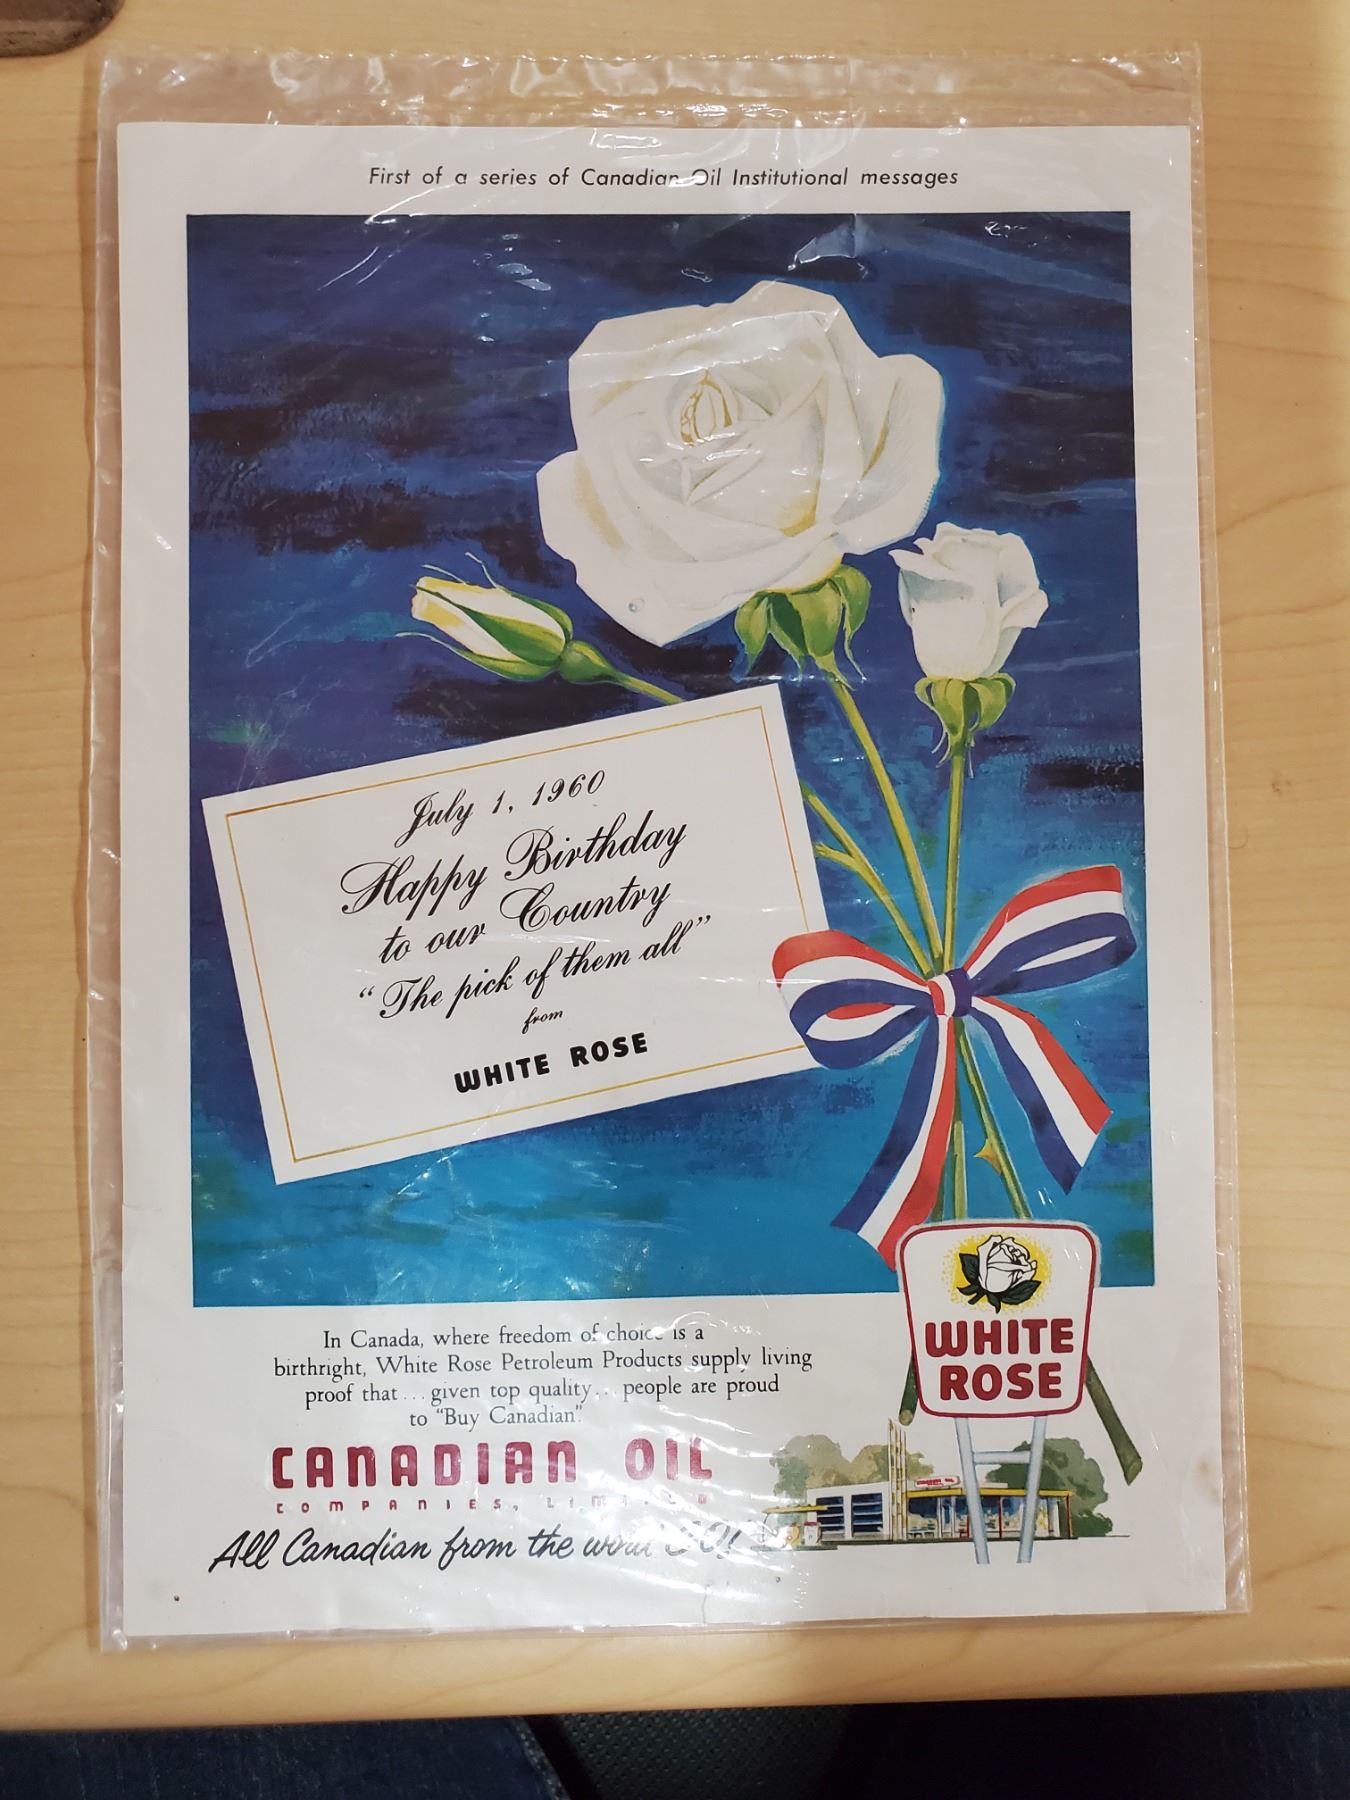 First of a series of Canadian Oil Institutional messages
July 1, 1960
Happy Birthday
to our Country
“The pick of them all”
from
WHITE ROSE
In Canada, where freedom of choice is a
birthright, White Rose Petroleum Products supply living
proof that...given top quality...people are proud
to “Buy Canadian”.
CANADIAN OIL
COMPANIES, LIMITED
All Canadian from the word
WHITE
ROSE